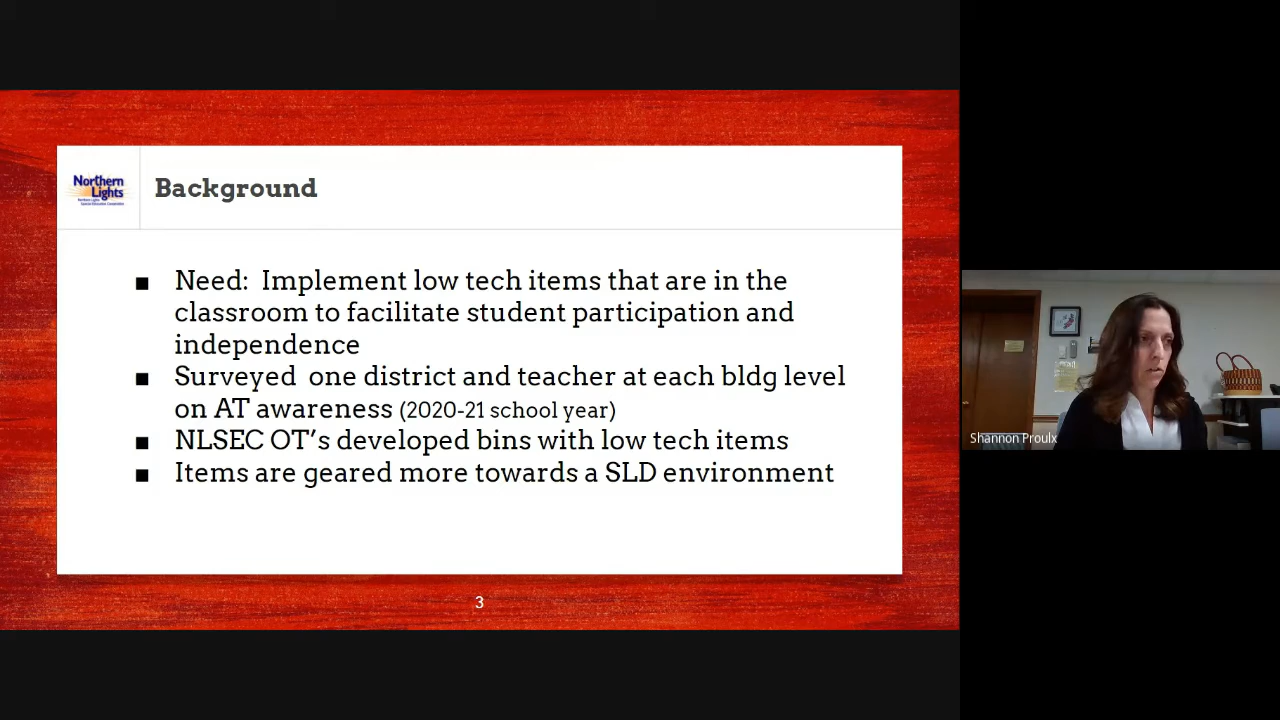 Northern
Lights
Background
■ Need:  Implement low tech items that are in the
classroom to facilitate student participation and
independence
■ Surveyed  one district and teacher at each bldg level
on AT awareness (2020-21 school year)
■ NLSEC OT’s developed bins with low tech items
■ Items are geared more towards a SLD environment
3
Shannon Proulx